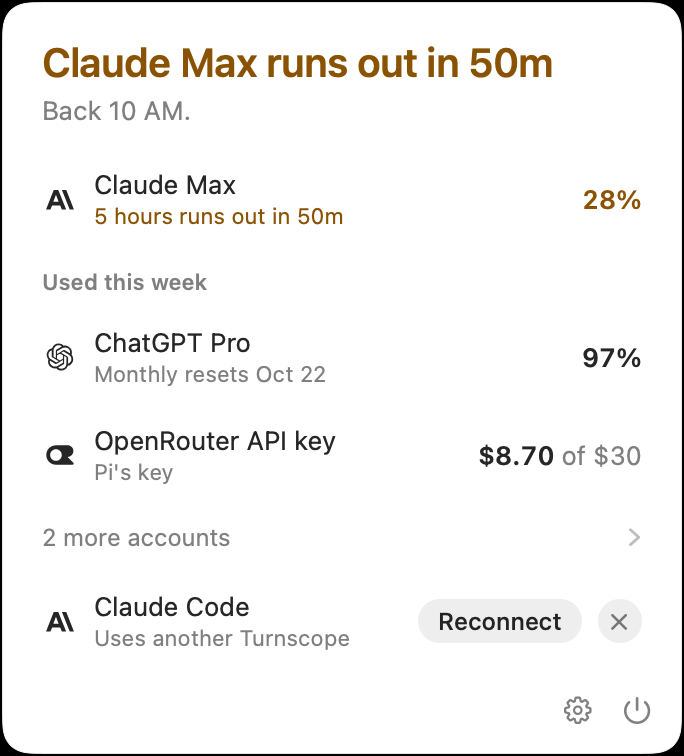 Claude Max runs out in 50m
Back 10 AM.
Claude Max
5 hours runs out in 50m
28%
Used this week
ChatGPT Pro
Monthly resets Oct 22
97%
OpenRouter API key
Pi's key
$8.70 of $30
2 more accounts
Claude Code
Uses another Turnscope
Reconnect